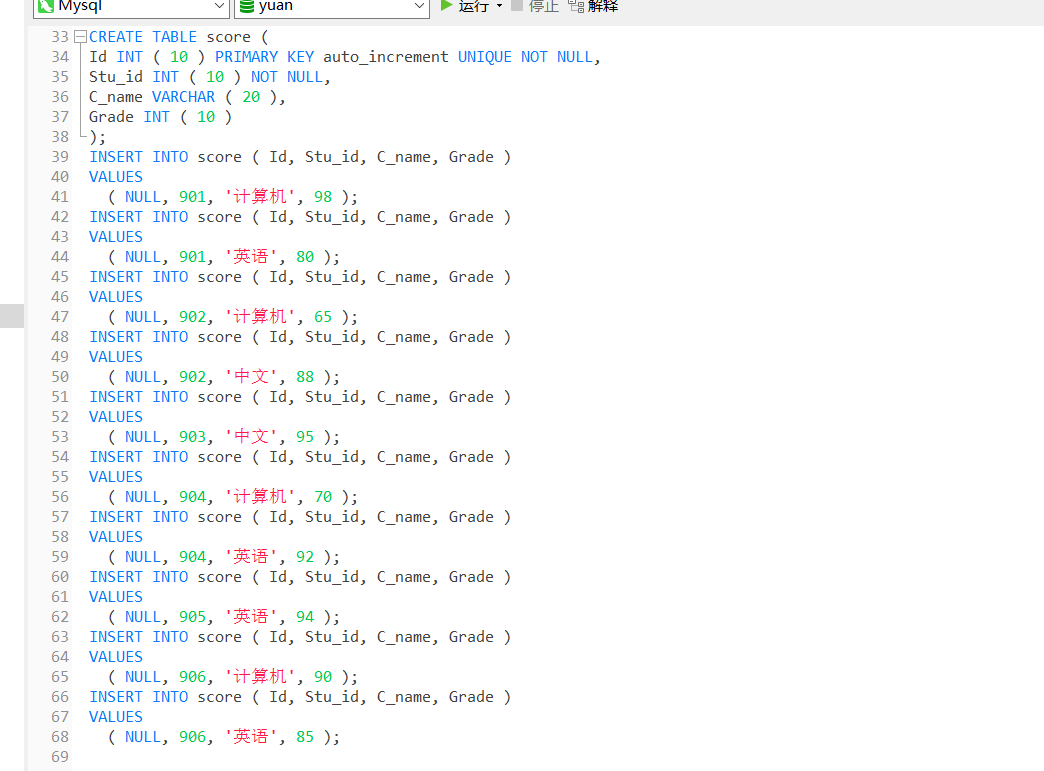 Mysql yuan 运行 停止 解释
33 CREATE TABLE score (
34 Id INT ( 10 ) PRIMARY KEY auto_increment UNIQUE NOT NULL,
35 Stu_id INT ( 10 ) NOT NULL,
36 C_name VARCHAR ( 20 ),
37 Grade INT ( 10 )
38 );
39 INSERT INTO score ( Id, Stu_id, C_name, Grade )
40 VALUES
41 ( NULL, 901, '计算机', 98 );
42 INSERT INTO score ( Id, Stu_id, C_name, Grade )
43 VALUES
44 ( NULL, 901, '英语', 80 );
45 INSERT INTO score ( Id, Stu_id, C_name, Grade )
46 VALUES
47 ( NULL, 902, '计算机', 65 );
48 INSERT INTO score ( Id, Stu_id, C_name, Grade )
49 VALUES
50 ( NULL, 902, '中文', 88 );
51 INSERT INTO score ( Id, Stu_id, C_name, Grade )
52 VALUES
53 ( NULL, 903, '中文', 95 );
54 INSERT INTO score ( Id, Stu_id, C_name, Grade )
55 VALUES
56 ( NULL, 904, '计算机', 70 );
57 INSERT INTO score ( Id, Stu_id, C_name, Grade )
58 VALUES
59 ( NULL, 904, '英语', 92 );
60 INSERT INTO score ( Id, Stu_id, C_name, Grade )
61 VALUES
62 ( NULL, 905, '英语', 94 );
63 INSERT INTO score ( Id, Stu_id, C_name, Grade )
64 VALUES
65 ( NULL, 906, '计算机', 90 );
66 INSERT INTO score ( Id, Stu_id, C_name, Grade )
67 VALUES
68 ( NULL, 906, '英语', 85 );
69